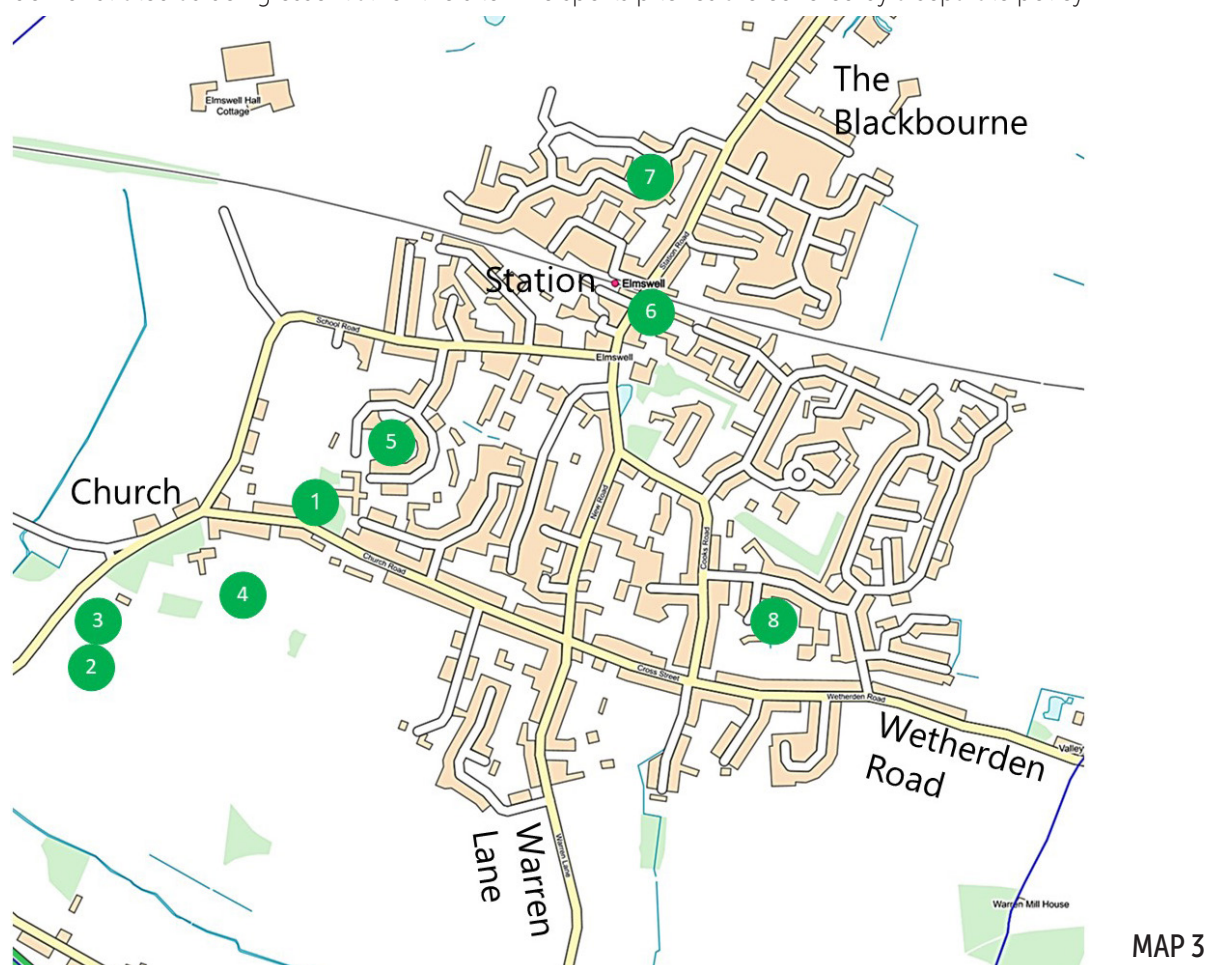 The
Blackbourne
Elmswell Hall
Cottage
7
Station Road
Station
Elmswell
6
School Road
Elmswell
5
Church
1
New Road
Cooks Road
Church Road
4
3
2
8
Cross Street
Wetherden Road
Wetherden
Road
Valley
Warren
Lane
Warren Lane
Warren Mill House
MAP 3